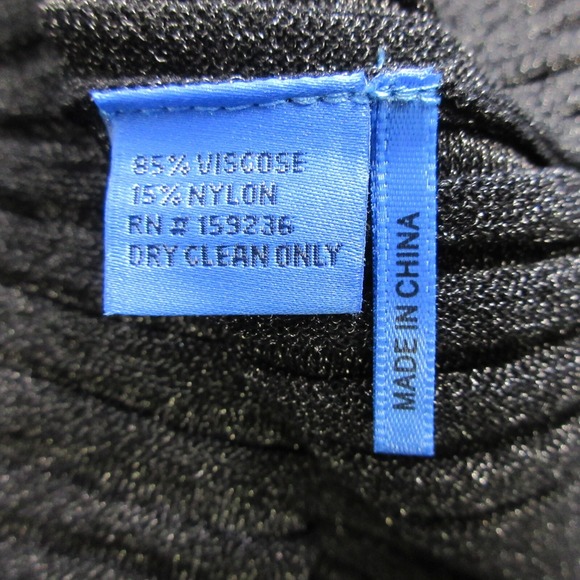 85% VISCOSE
15% NYLON
RN # 159236
DRY CLEAN ONLY
MADE IN CHINA